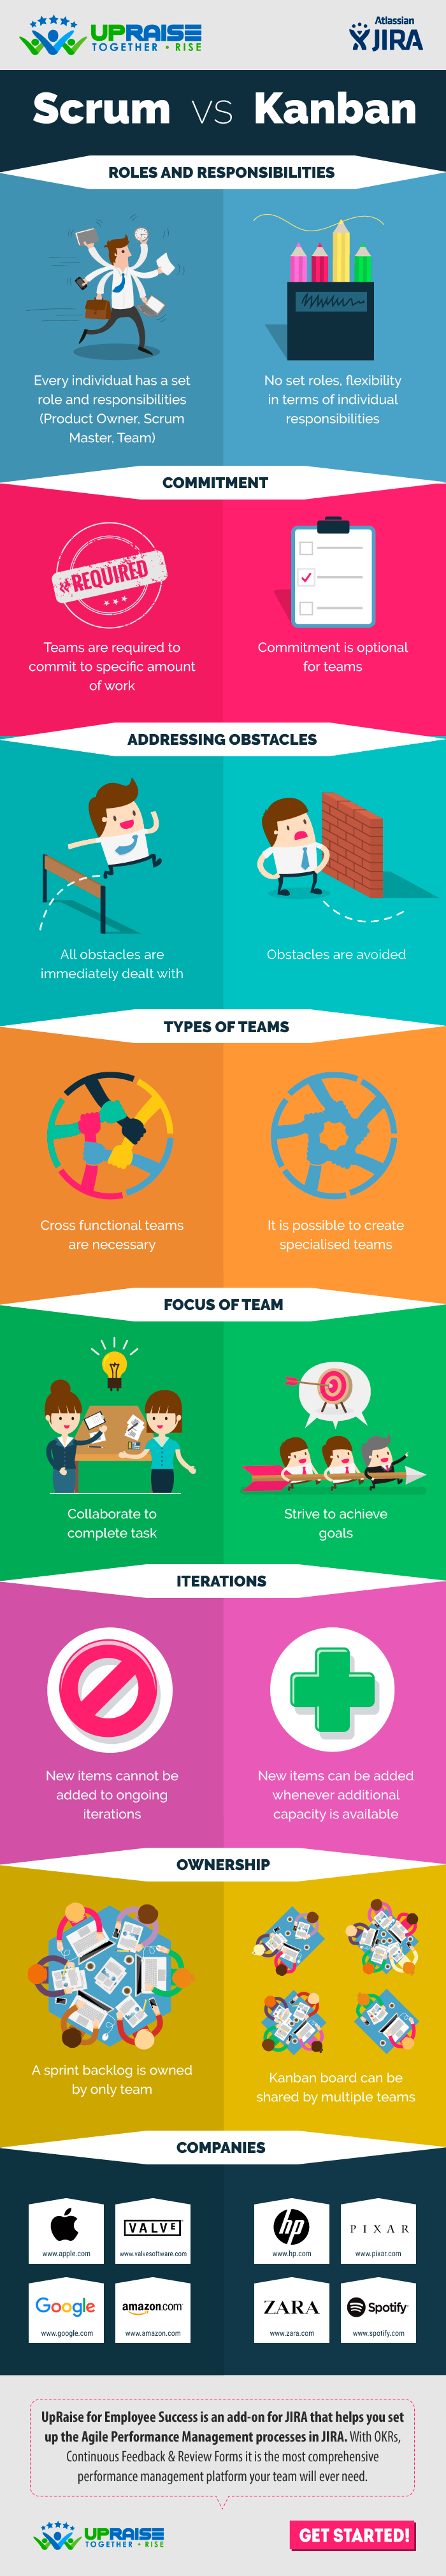 UPRAISE
TOGETHER • RISE
Atlassian
JIRA
Scrum vs Kanban
ROLES AND RESPONSIBILITIES
Every individual has a set
role and responsibilities
(Product Owner, Scrum
Master, Team)
No set roles, flexibility
in terms of individual
responsibilities
COMMITMENT
REQUIRED
Teams are required to
commit to specific amount
of work
Commitment is optional
for teams
ADDRESSING OBSTACLES
All obstacles are
immediately dealt with
Obstacles are avoided
TYPES OF TEAMS
Cross functional teams
are necessary
It is possible to create
specialised teams
FOCUS OF TEAM
Collaborate to
complete task
Strive to achieve
goals
ITERATIONS
New items cannot be
added to ongoing
iterations
New items can be added
whenever additional
capacity is available
OWNERSHIP
A sprint backlog is owned
by only team
Kanban board can be
shared by multiple teams
COMPANIES
www.apple.com
VALVE
www.valvesoftware.com
hp
www.hp.com
PIXAR
www.pixar.com
Google
www.google.com
amazon.com
www.amazon.com
ZARA
www.zara.com
Spotify
www.spotify.com
UpRaise for Employee Success is an add-on for JIRA that helps you set
up the Agile Performance Management processes in JIRA. With OKRs,
Continuous Feedback & Review Forms it is the most comprehensive
performance management platform your team will ever need.
UPRAISE
TOGETHER • RISE
GET STARTED!